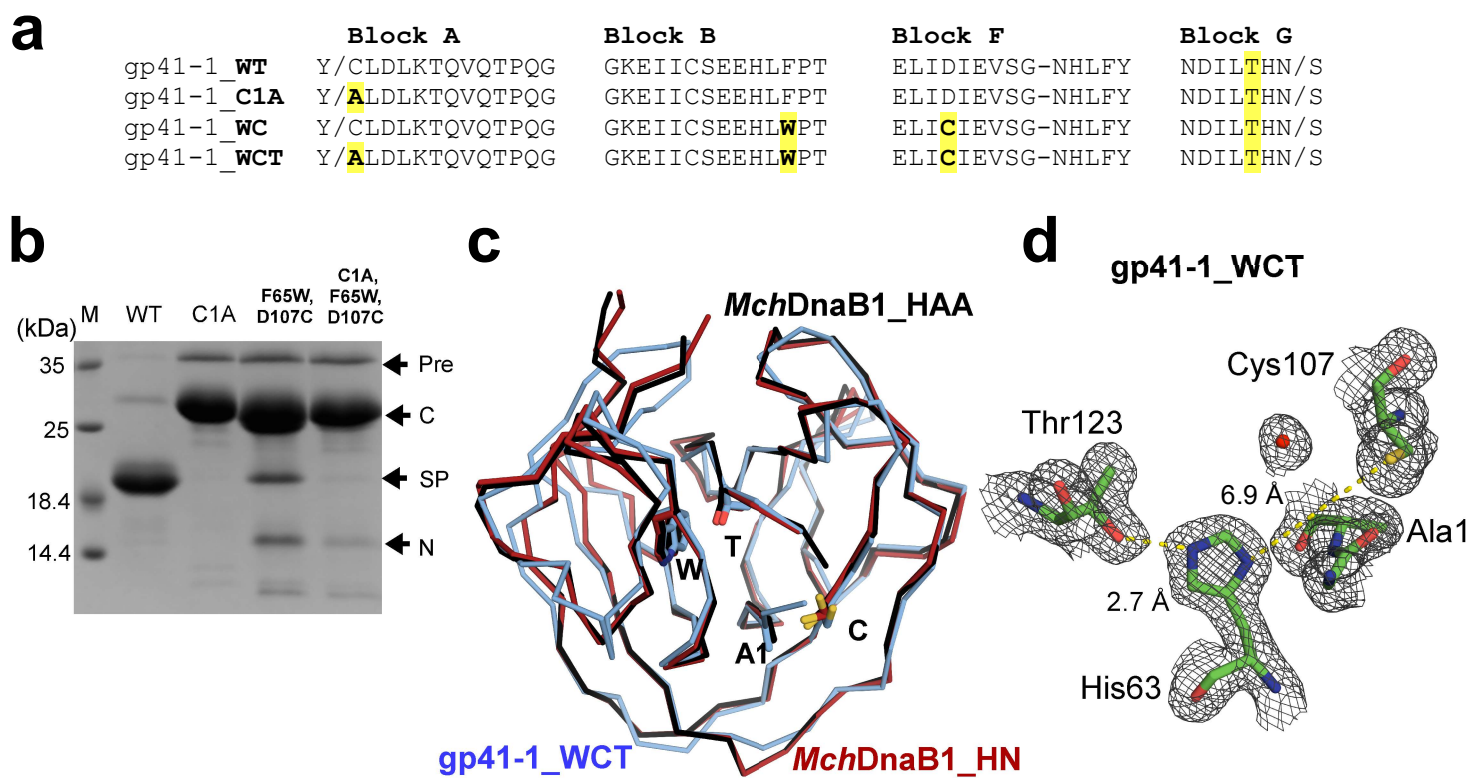 a
Block A Block B Block F Block G
gp41-1_WT Y/CLDLKTQVQTPQG GKEIICSEEHLFPT ELIDIEVSG-NHLFY NDILTHN/S
gp41-1_C1A Y/ALDLKTQVQTPQG GKEIICSEEHLFPT ELIDIEVSG-NHLFY NDILTHN/S
gp41-1_WC Y/CLDLKTQVQTPQG GKEIICSEEHLWPT ELICIEVSG-NHLFY NDILTHN/S
gp41-1_WCT Y/ALDLKTQVQTPQG GKEIICSEEHLWPT ELICIEVSG-NHLFY NDILTHN/S
b
(kDa) M WT C1A F65W, D107C C1A, F65W, D107C
35 Pre
25 C
18.4 SP
14.4 N
c
MchDnaB1_HAA
W
T
A1
C
gp41-1_WCT
MchDnaB1_HN
d
gp41-1_WCT
Cys107
Thr123
6.9 Å
Ala1
2.7 Å
His63